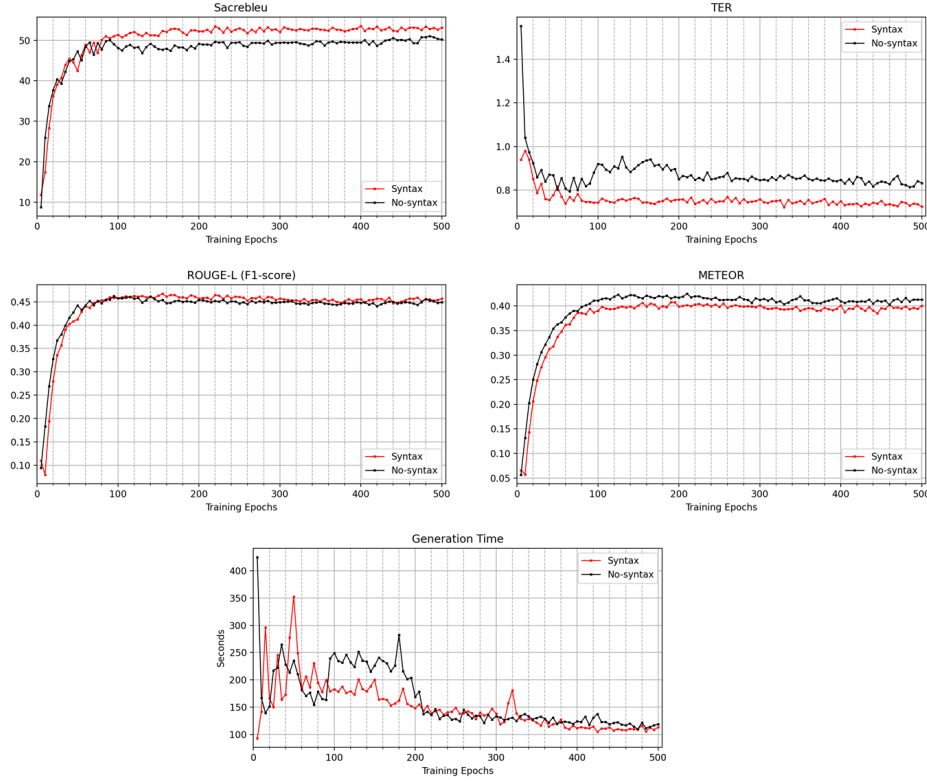 Sacrebleu
50
40
30
20
10
Syntax
No-syntax
0 100 200 300 400 500
Training Epochs
TER
1.4
1.2
1.0
0.8
Syntax
No-syntax
0 100 200 300 400 500
Training Epochs
ROUGE-L (F1-score)
0.45
0.40
0.35
0.30
0.25
0.20
0.15
0.10
Syntax
No-syntax
0 100 200 300 400 500
Training Epochs
METEOR
0.40
0.35
0.30
0.25
0.20
0.15
0.10
0.05
Syntax
No-syntax
0 100 200 300 400 500
Training Epochs
Generation Time
Seconds
400
350
300
250
200
150
100
Syntax
No-syntax
0 100 200 300 400 500
Training Epochs